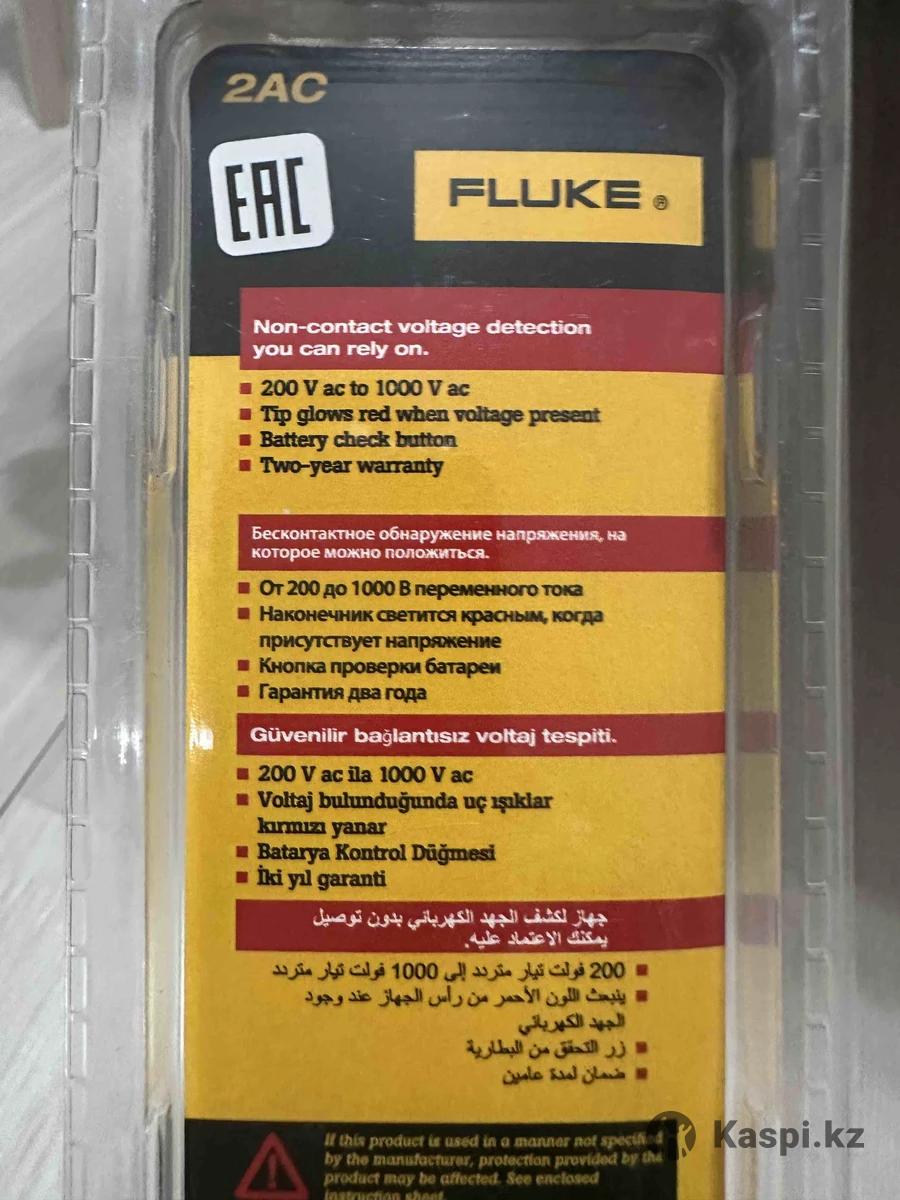 2AC
EAC
FLUKE ®
Non-contact voltage detection
you can rely on.
200 V ac to 1000 V ac
Tip glows red when voltage present
Battery check button
Two-year warranty
Бесконтактное обнаружение напряжения, на
которое можно положиться.
От 200 до 1000 В переменного тока
Наконечник светится красным, когда
присутствует напряжение
Кнопка проверки батареи
Гарантия два года
Güvenilir bağlantısız voltaj tespiti.
200 V ac ila 1000 V ac
Voltaj bulunduğunda uç ışıklar
kırmızı yanar
Batarya Kontrol Düğmesi
İki yıl garanti
جهاز لكشف الجهد الكهربائي بدون توصيل
يمكنك الاعتماد عليه.
200 فولت تيار متردد إلى 1000 فولت تيار متردد
ينبعث اللون الأحمر من رأس الجهاز عند وجود
الجهد الكهربائي
زر التحقق من البطارية
ضمان لمدة عامين
If this product is used in a manner not specified
by the manufacturer, protection provided by the
product may be affected. See enclosed
instruction sheet
Kaspi.kz